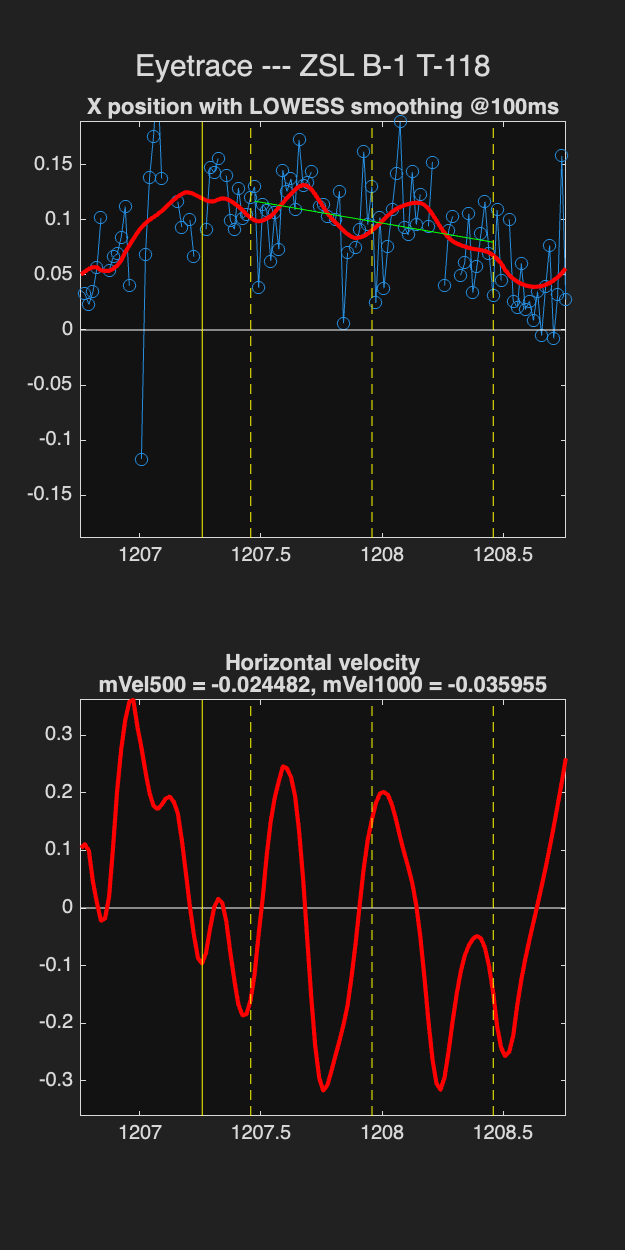 Eyetrace --- ZSL B-1 T-118
X position with LOWESS smoothing @100ms
0.15
0.1
0.05
0
-0.05
-0.1
-0.15
1207 1207.5 1208 1208.5
Horizontal velocity
mVel500 = -0.024482, mVel1000 = -0.035955
0.3
0.2
0.1
0
-0.1
-0.2
-0.3
1207 1207.5 1208 1208.5